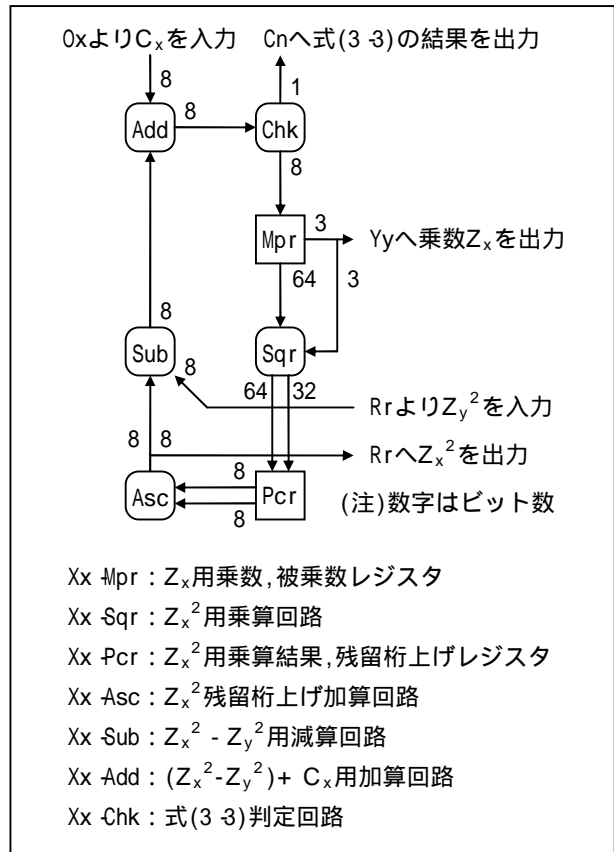 OxよりCxを入力
Cnへ式(3-3)の結果を出力
8
1
Add
8
Chk
8
Mpr
3
Yyへ乗数Zxを出力
64
3
8
Sub
8
Sqr
64
32
RrよりZy²を入力
8
8
RrへZx²を出力
Asc
8
8
Pcr
(注)数字はビット数
Xx-Mpr：Zx用乗数,被乗数レジスタ
Xx-Sqr：Zx²用乗算回路
Xx-Pcr：Zx²用乗算結果,残留桁上げレジスタ
Xx-Asc：Zx²残留桁上げ加算回路
Xx-Sub：Zx² - Zy²用減算回路
Xx-Add：(Zx²-Zy²)+ Cx用加算回路
Xx-Chk：式(3-3)判定回路